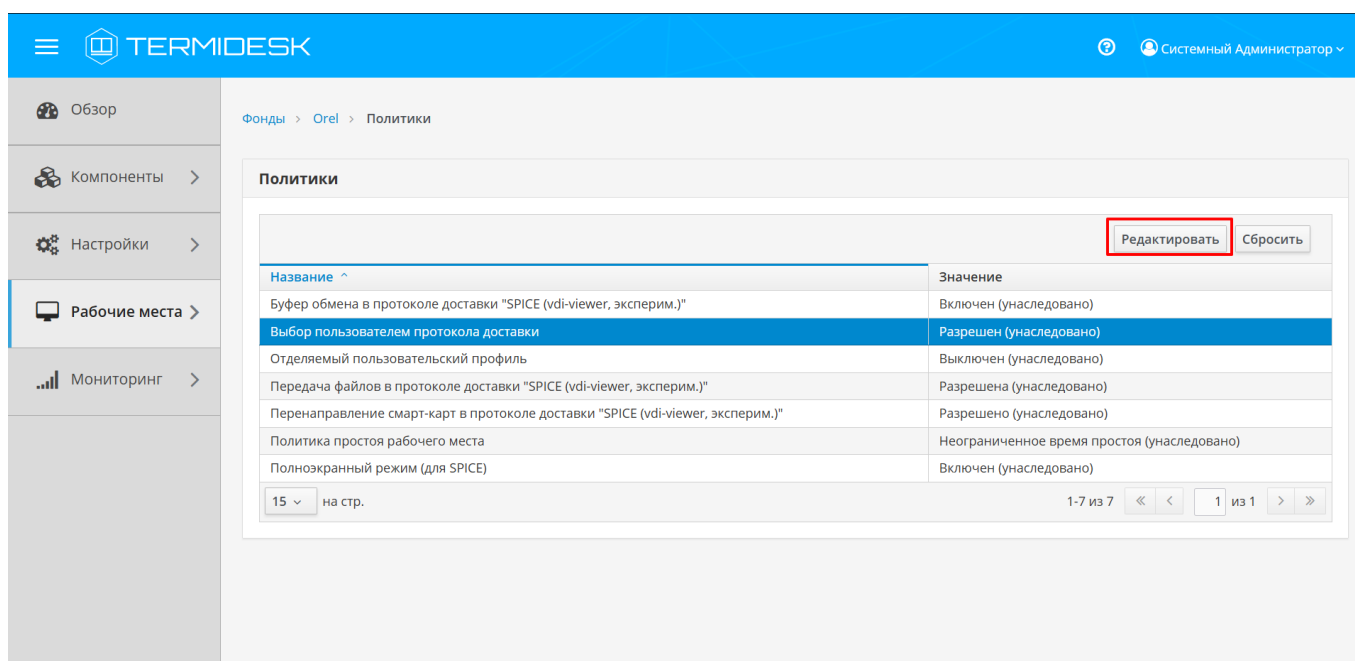 TERMIDESK
Системный Администратор
Обзор
Компоненты
Настройки
Рабочие места
Мониторинг
Фонды > Orel > Политики
Политики
Редактировать Сбросить
Название Значение
Буфер обмена в протоколе доставки "SPICE (vdi-viewer, эксперим.)" Включен (унаследовано)
Выбор пользователем протокола доставки Разрешен (унаследовано)
Отделяемый пользовательский профиль Выключен (унаследовано)
Передача файлов в протоколе доставки "SPICE (vdi-viewer, эксперим.)" Разрешена (унаследовано)
Перенаправление смарт-карт в протоколе доставки "SPICE (vdi-viewer, эксперим.)" Разрешено (унаследовано)
Политика простоя рабочего места Неограниченное время простоя (унаследовано)
Полноэкранный режим (для SPICE) Включен (унаследовано)
15 на стр. 1-7 из 7 « < 1 из 1 > »